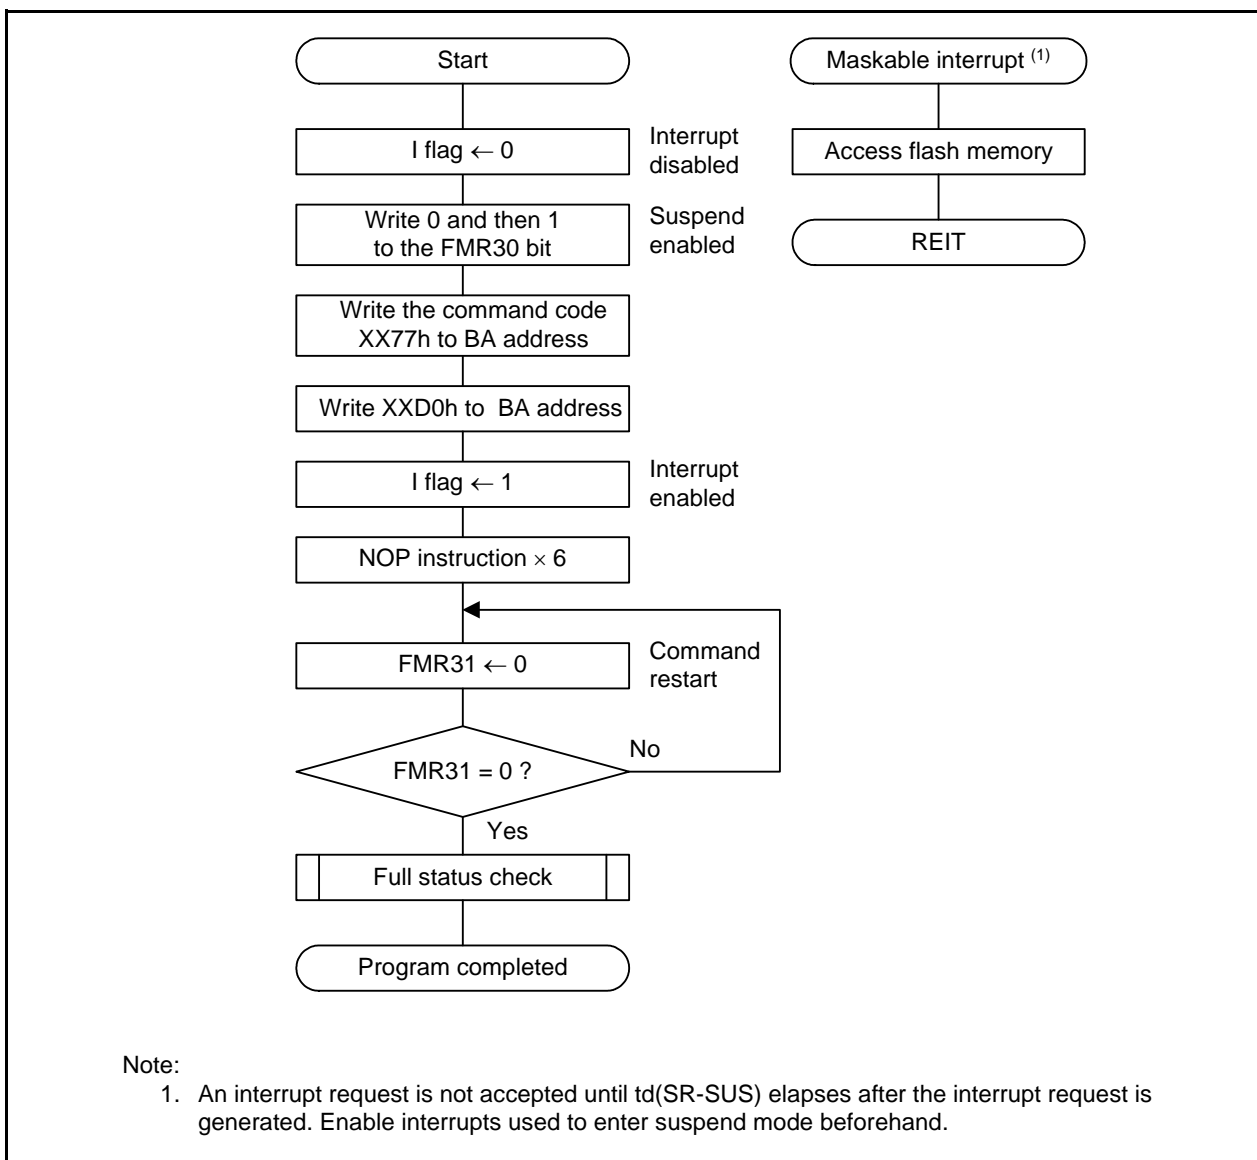 Start
I flag ← 0
Interrupt
disabled
Write 0 and then 1
to the FMR30 bit
Suspend
enabled
Write the command code
XX77h to BA address
Write XXD0h to BA address
I flag ← 1
Interrupt
enabled
NOP instruction × 6
FMR31 ← 0
Command
restart
FMR31 = 0 ?
No
Yes
Full status check
Program completed
Maskable interrupt (1)
Access flash memory
REIT
Note:
1. An interrupt request is not accepted until td(SR-SUS) elapses after the interrupt request is
generated. Enable interrupts used to enter suspend mode beforehand.